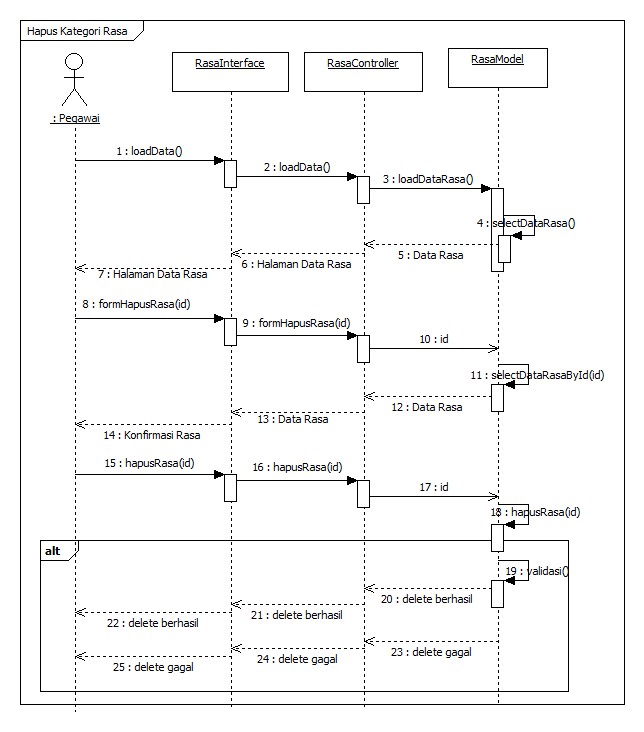 Hapus Kategori Rasa
RasaInterface
RasaController
RasaModel
: Pegawai
1 : loadData()
2 : loadData()
3 : loadDataRasa()
4 : selectDataRasa()
5 : Data Rasa
6 : Halaman Data Rasa
7 : Halaman Data Rasa
8 : formHapusRasa(id)
9 : formHapusRasa(id)
10 : id
11 : selectDataRasaById(id)
12 : Data Rasa
13 : Data Rasa
14 : Konfirmasi Rasa
15 : hapusRasa(id)
16 : hapusRasa(id)
17 : id
18 : hapusRasa(id)
alt
19 : validasi()
20 : delete berhasil
21 : delete berhasil
22 : delete berhasil
23 : delete gagal
24 : delete gagal
25 : delete gagal